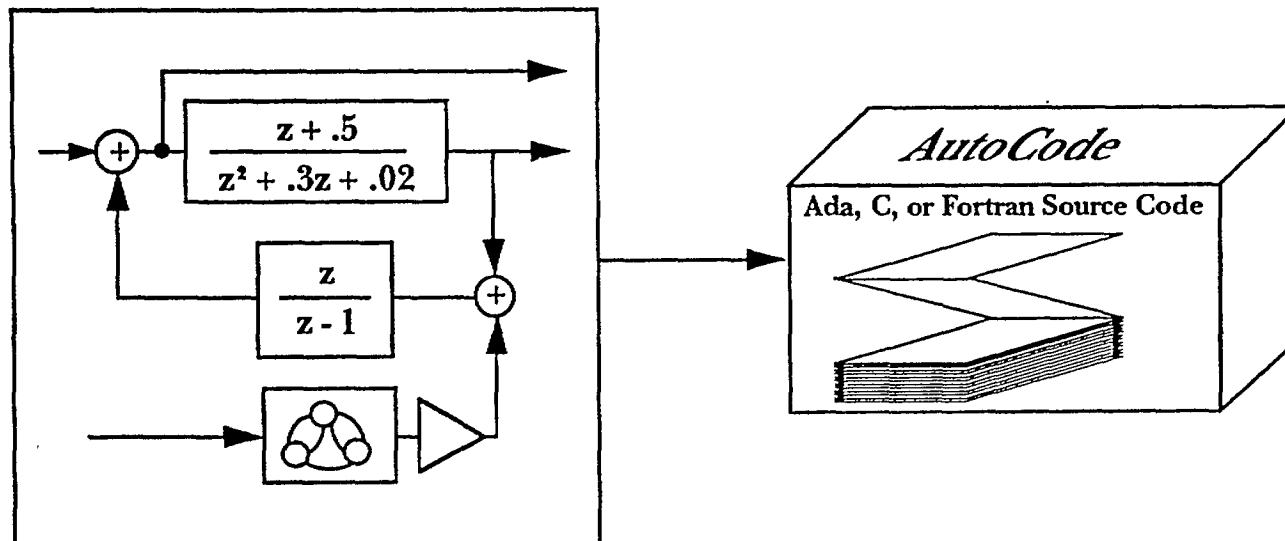 +
z + .5
z² + .3z + .02
z
z - 1
+
AutoCode
Ada, C, or Fortran Source Code